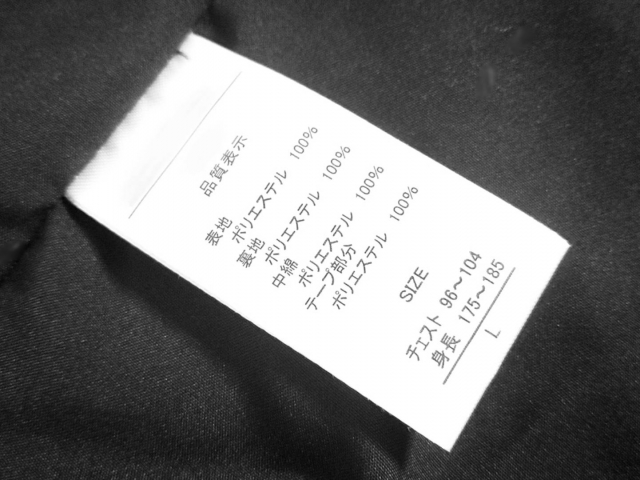 品質表示
表地
ポリエステル 100%
裏地
ポリエステル 100%
中綿
ポリエステル 100%
テープ部分
ポリエステル 100%
SIZE
チェスト 96~104
身長 175~185
L